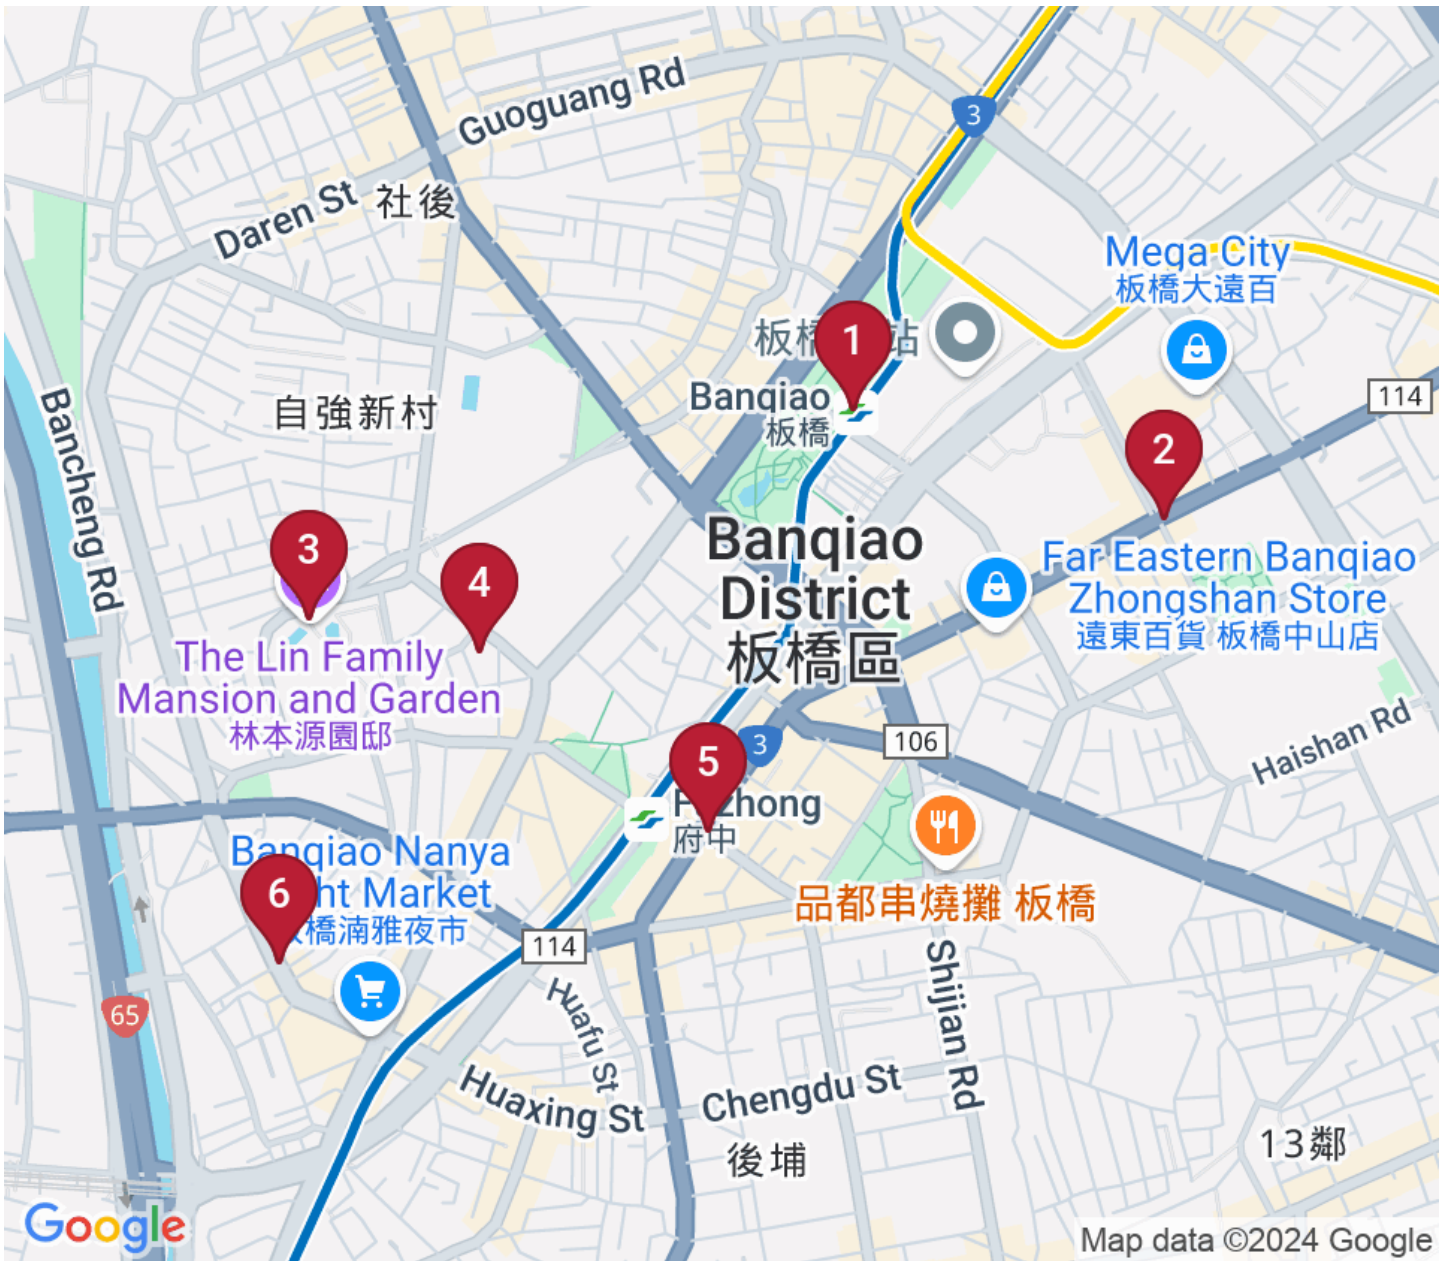 3
Guoguang Rd
Daren St
社後
Mega City
板橋大遠百
1
板橋
站
Banqiao
板橋
114
自強新村
Bancheng Rd
2
3
4
Banqiao
District
板橋區
Far Eastern Banqiao
Zhongshan Store
遠東百貨 板橋中山店
The Lin Family
Mansion and Garden
林本源園邸
Haishan Rd
106
3
5
府中
6
Banqiao Nanya
Market
橋湳雅夜市
品都串燒攤 板橋
114
65
Huafu St
Shijian Rd
Huaxing St
Chengdu St
後埔
13鄰
Google
Map data ©2024 Google